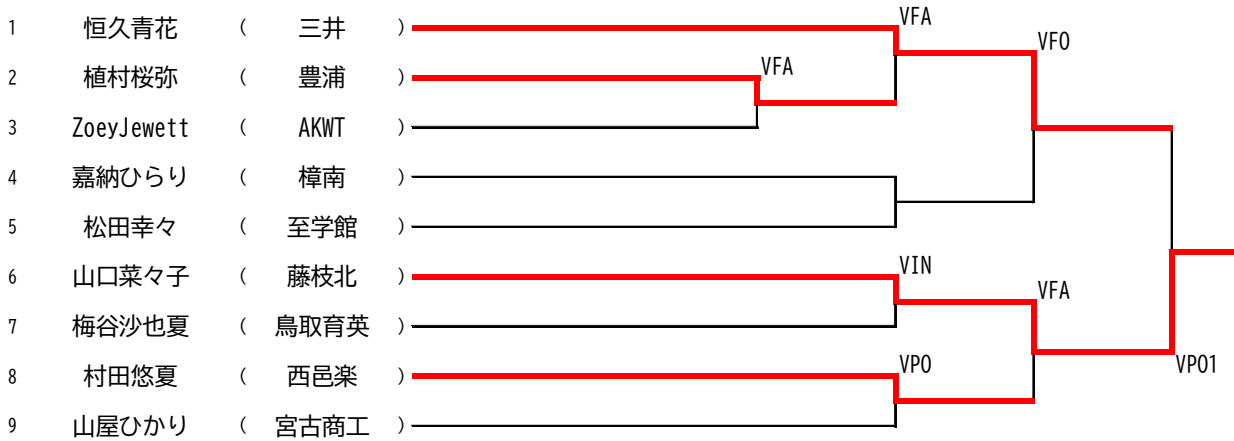 VFA
1 恒久青花 ( 三井 )
VFO
2 植村桜弥 ( 豊浦 ) VFA
3 ZoeyJewett ( AKWT )
4 嘉納ひらり ( 樟南 )
5 松田幸々 ( 至学館 )
6 山口菜々子 ( 藤枝北 ) VIN
VFA
7 梅谷沙也夏 ( 鳥取育英 )
8 村田悠夏 ( 西邑楽 ) VPO VPO1
9 山屋ひかり ( 宮古商工 )